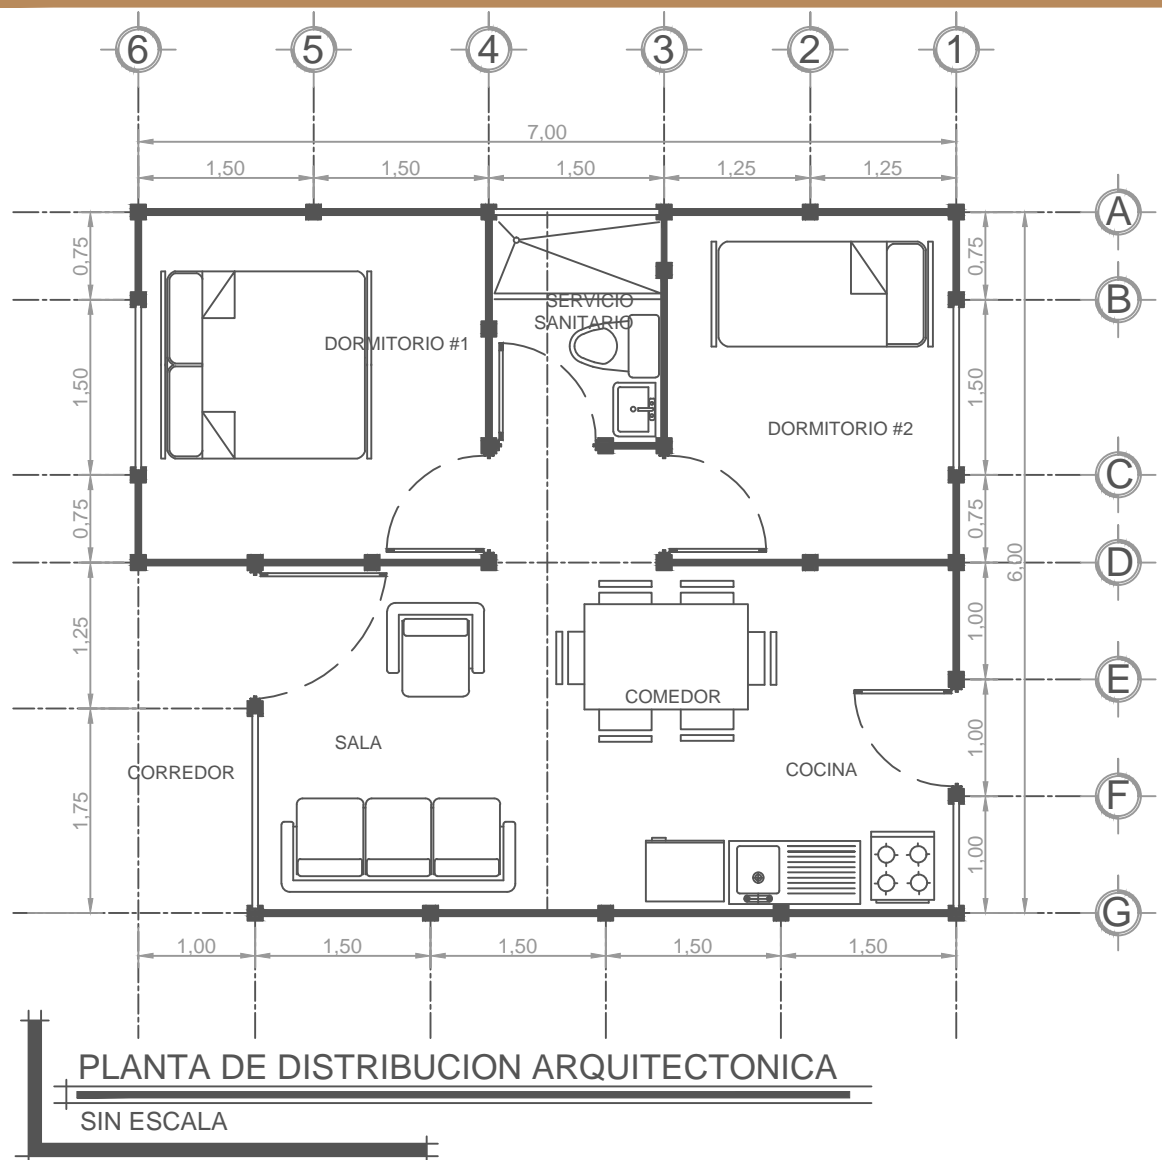 6 5 4 3 2 1
7,00
1,50 1,50 1,50 1,25 1,25
A
0,75 0,75
B
SERVICIO
SANITARIO
DORMITORIO #1
1,50 1,50
DORMITORIO #2
C
0,75 0,75
6,00
D
1,25 1,00
E
COMEDOR
SALA
1,00
CORREDOR
COCINA
F
1,75
1,00
G
1,00 1,50 1,50 1,50 1,50
PLANTA DE DISTRIBUCION ARQUITECTONICA
SIN ESCALA